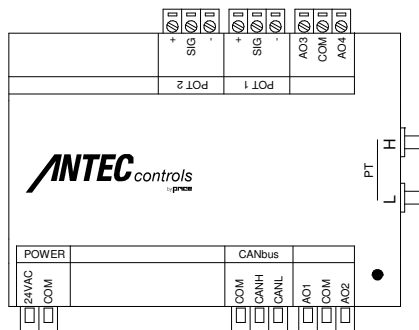 + SIG - + SIG - AO3 COM AO4
POT 2 POT 1
H
PT
L
ANTEC controls
by price
POWER CANbus
24VAC COM COM CANH CANL AO1 COM AO2